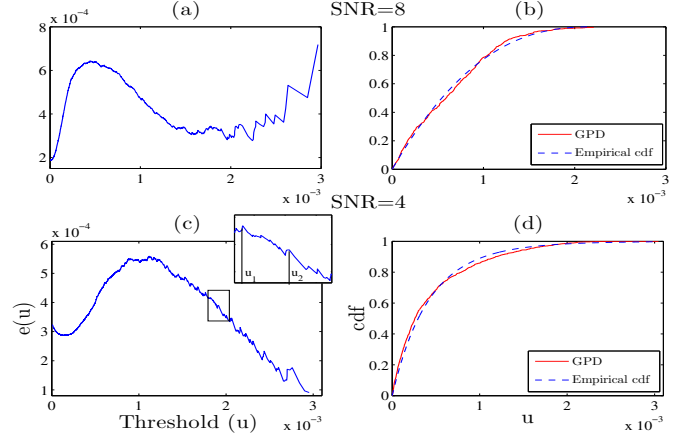 (a)
SNR=8
(b)
x 10⁻⁴
8
6
4
2
0
1
2
3
x 10⁻³
1
0.8
0.6
0.4
0.2
0
GPD
Empirical cdf
0
1
2
3
x 10⁻³
SNR=4
(c)
(d)
x 10⁻⁴
6
5
4
3
2
1
e(u)
u₁
u₂
0
1
2
3
Threshold (u)
x 10⁻³
1
0.8
0.6
0.4
0.2
0
cdf
GPD
Empirical cdf
0
1
2
3
u
x 10⁻³